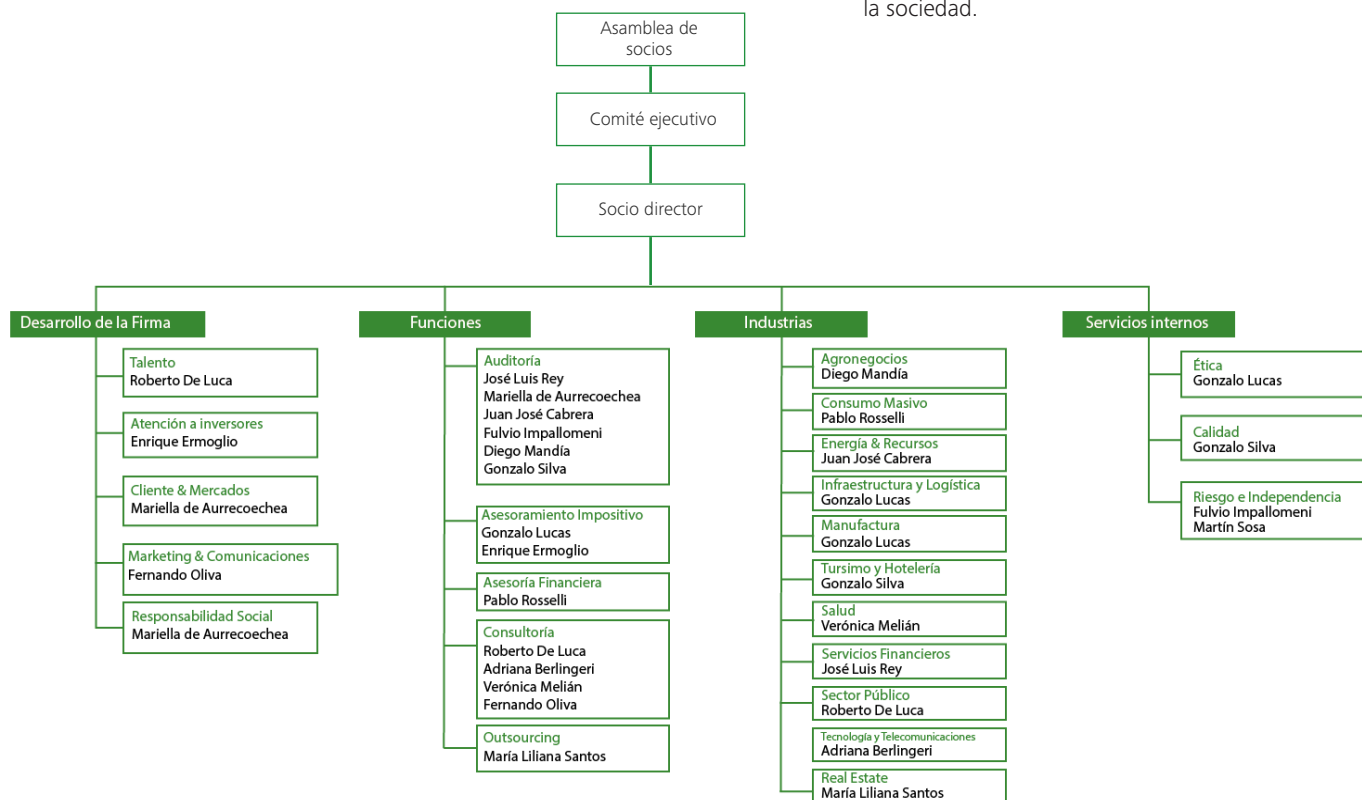 la sociedad.
Asamblea de
socios
Comité ejecutivo
Socio director
Desarrollo de la Firma
Talento
Roberto De Luca
Atención a inversores
Enrique Ermoglio
Cliente & Mercados
Mariella de Aurrecoechea
Marketing & Comunicaciones
Fernando Oliva
Responsabilidad Social
Mariella de Aurrecoechea
Funciones
Auditoría
José Luis Rey
Mariella de Aurrecoechea
Juan José Cabrera
Fulvio Impallomeni
Diego Mandía
Gonzalo Silva
Asesoramiento Impositivo
Gonzalo Lucas
Enrique Ermoglio
Asesoría Financiera
Pablo Rosselli
Consultoría
Roberto De Luca
Adriana Berlingeri
Verónica Melián
Fernando Oliva
Outsourcing
María Liliana Santos
Industrias
Agronegocios
Diego Mandía
Consumo Masivo
Pablo Rosselli
Energía & Recursos
Juan José Cabrera
Infraestructura y Logística
Gonzalo Lucas
Manufactura
Gonzalo Lucas
Tursimo y Hotelería
Gonzalo Silva
Salud
Verónica Melián
Servicios Financieros
José Luis Rey
Sector Público
Roberto De Luca
Tecnología y Telecomunicaciones
Adriana Berlingeri
Real Estate
María Liliana Santos
Servicios internos
Ética
Gonzalo Lucas
Calidad
Gonzalo Silva
Riesgo e Independencia
Fulvio Impallomeni
Martín Sosa